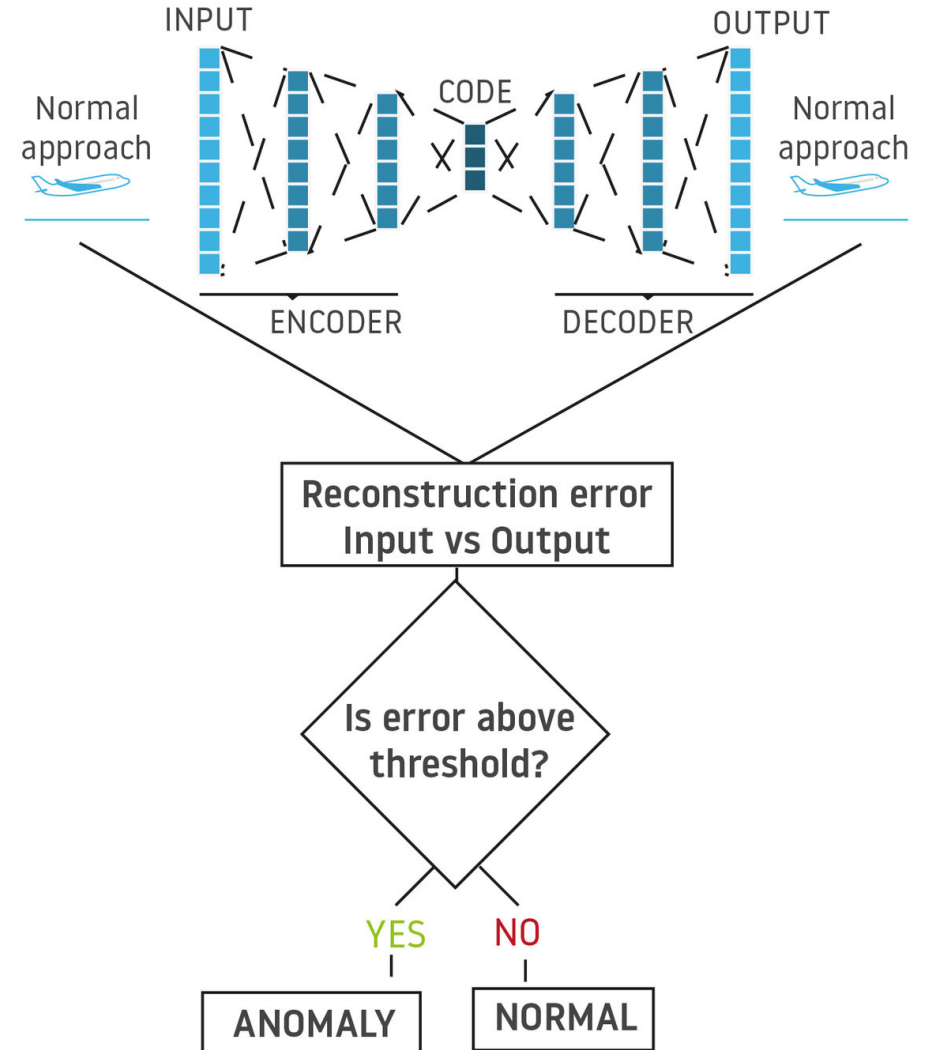 INPUT
OUTPUT
CODE
Normal
approach
Normal
approach
ENCODER
DECODER
Reconstruction error
Input vs Output
Is error above
threshold?
YES
NO
ANOMALY
NORMAL